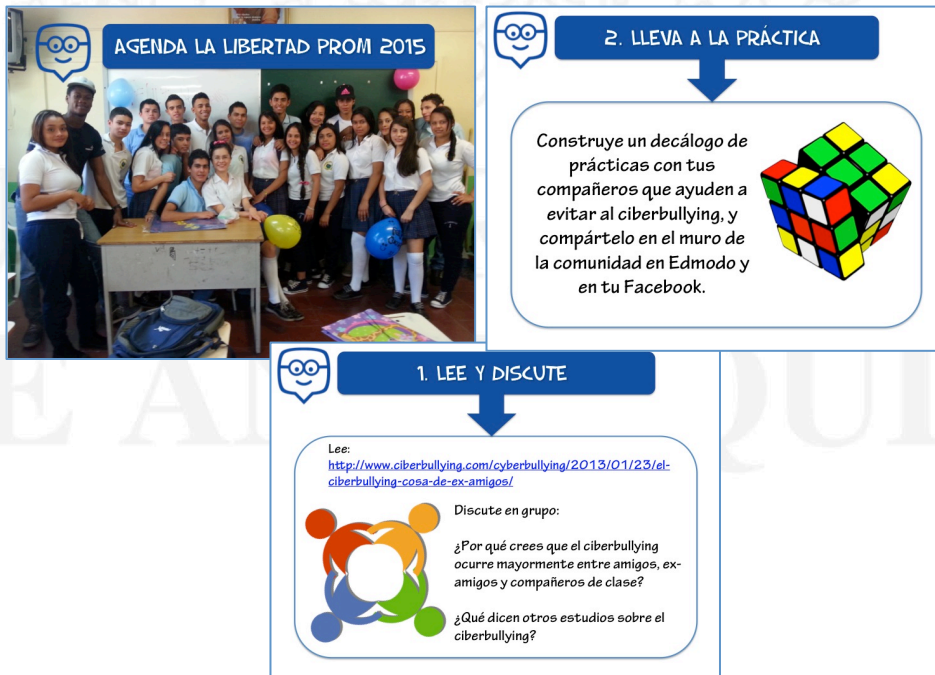 AGENDA LA LIBERTAD PROM 2015
2. LLEVA A LA PRÁCTICA
Construye un decálogo de
prácticas con tus
compañeros que ayuden a
evitar al ciberbullying, y
compártelo en el muro de
la comunidad en Edmodo y
en tu Facebook.
1. LEE Y DISCUTE
Lee:
http://www.ciberbullying.com/cyberbullying/2013/01/23/el-
ciberbullying-cosa-de-ex-amigos/
Discute en grupo:
¿Por qué crees que el ciberbullying
ocurre mayormente entre amigos, ex-
amigos y compañeros de clase?
¿Qué dicen otros estudios sobre el
ciberbullying?